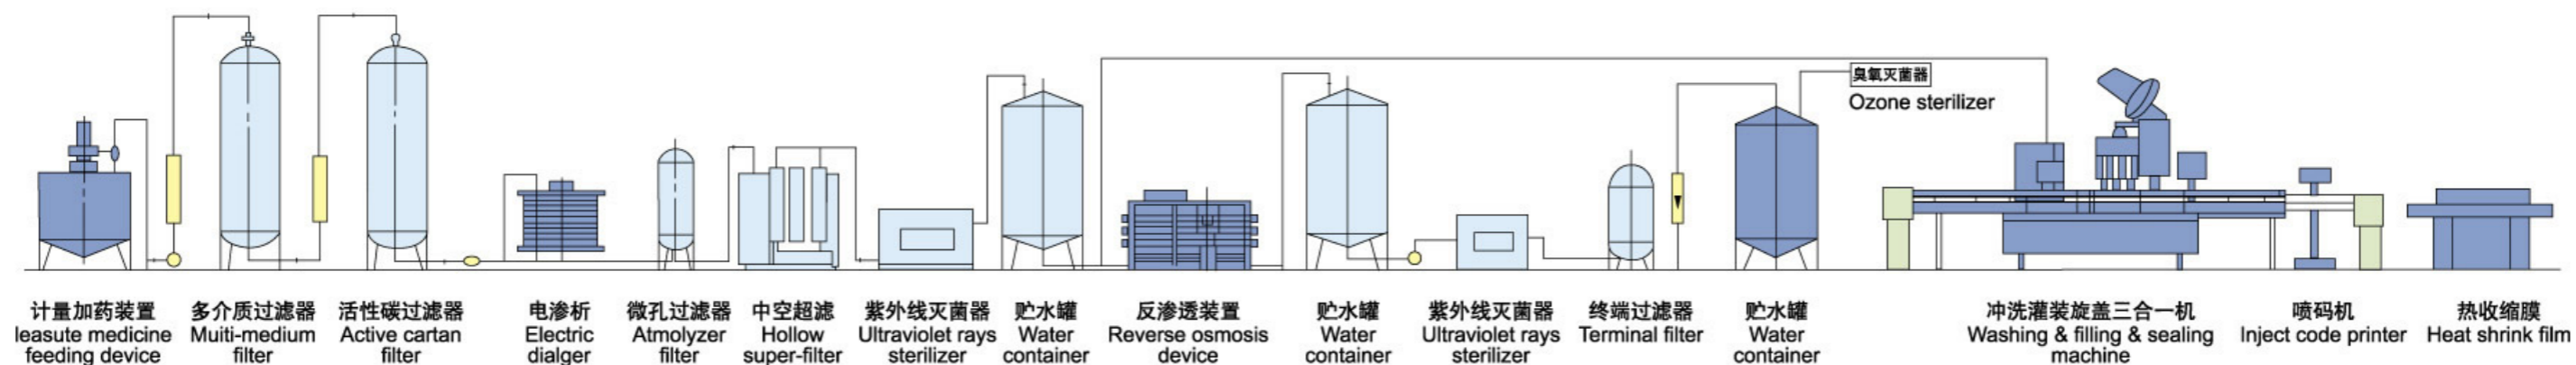 臭氧灭菌器
Ozone sterilizer
计量加药装置
leasute medicine
feeding device
多介质过滤器
Muiti-medium
filter
活性碳过滤器
Active cartan
filter
电渗析
Electric
dialger
微孔过滤器
Atmolyzer
filter
中空超滤
Hollow
super-filter
紫外线灭菌器
Ultraviolet rays
sterilizer
贮水罐
Water
container
反渗透装置
Reverse osmosis
device
贮水罐
Water
container
紫外线灭菌器
Ultraviolet rays
sterilizer
终端过滤器
Terminal filter
贮水罐
Water
container
冲洗灌装旋盖三合一机
Washing & filling & sealing
machine
喷码机
Inject code printer
热收缩膜
Heat shrink film